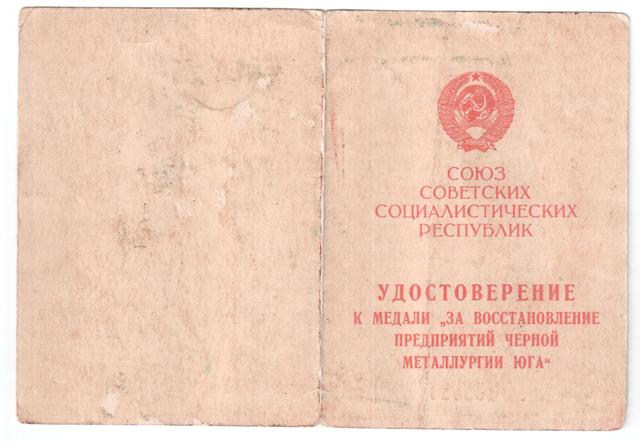 СОЮЗ
СОВЕТСКИХ
СОЦИАЛИСТИЧЕСКИХ
РЕСПУБЛИК
УДОСТОВЕРЕНИЕ
К МЕДАЛИ „ЗА ВОССТАНОВЛЕНИЕ
ПРЕДПРИЯТИЙ ЧЕРНОЙ
МЕТАЛЛУРГИИ ЮГА“